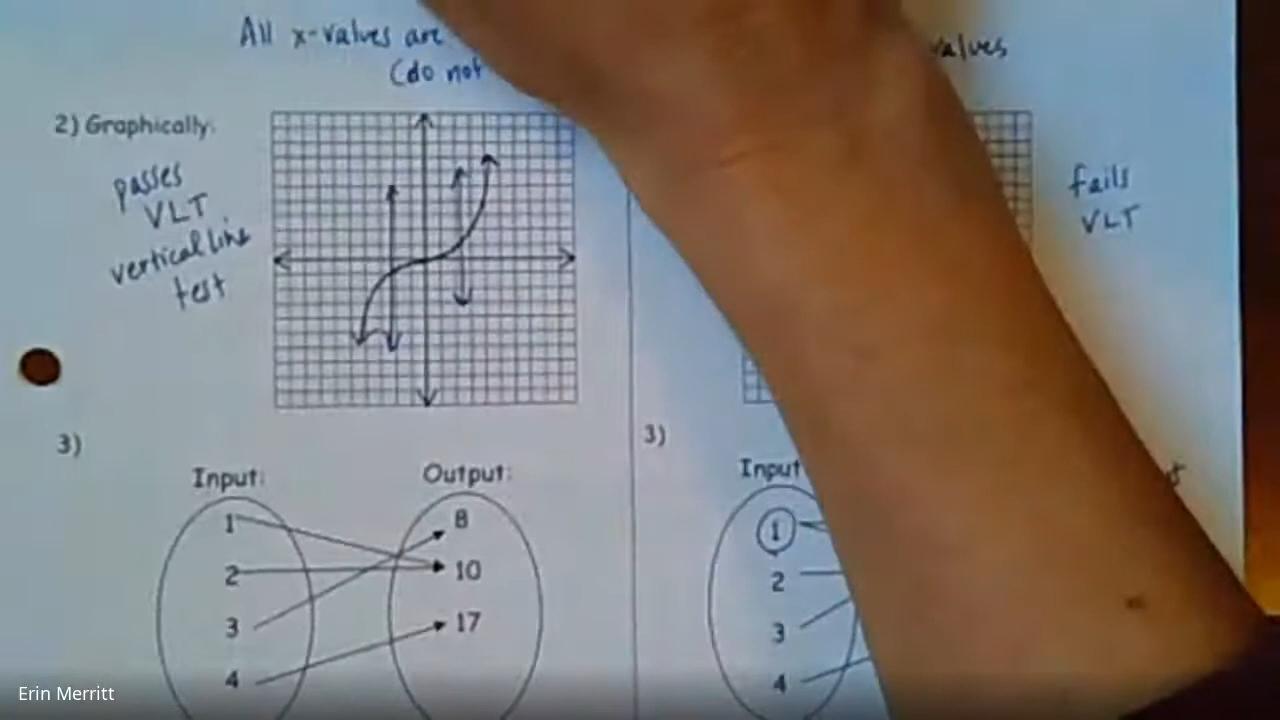 All x-values are
(do not
values
2) Graphically:
passes
VLT
vertical line
test
fails
VLT
3)
Input:
Output:
1
2
3
4
8
10
17
3)
Input
1
2
3
4
Erin Merritt